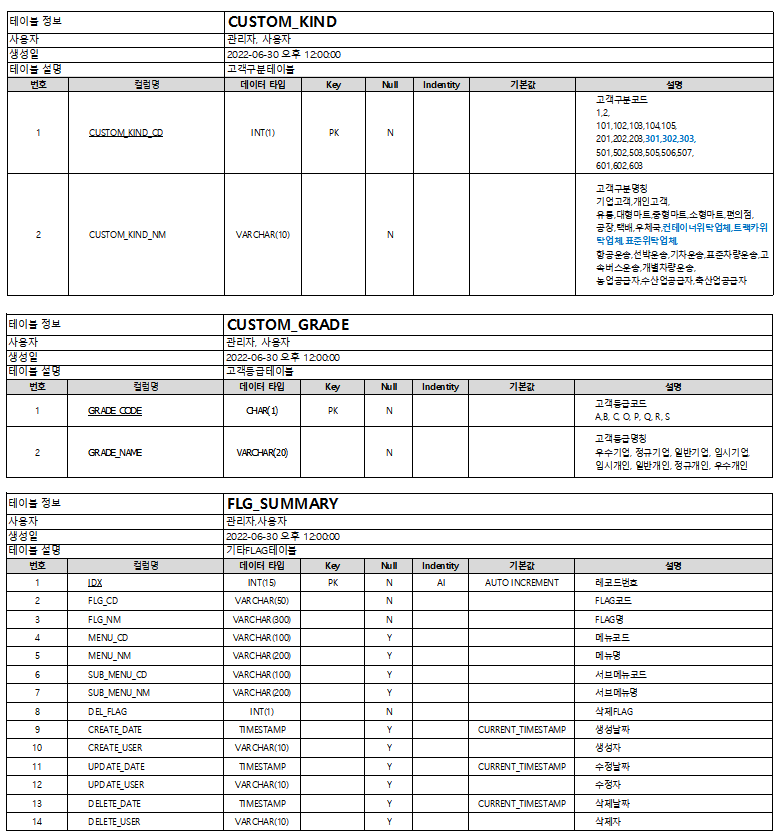 테이블 정보 CUSTOM_KIND
사용자 관리자, 사용자
생성일 2022-06-30 오후 12:00:00
테이블 설명 고객구분테이블
번호 컬럼명 데이터 타입 Key Null Indentity 기본값 설명
1 CUSTOM_KIND_CD INT(1) PK N 고객구분코드
1,2,
101,102,103,104,105,
201,202,203,301,302,303,
501,502,503,505,506,507,
601,602,603
2 CUSTOM_KIND_NM VARCHAR(10) N 고객구분명칭
기업고객,개인고객,
유통,대형마트,중형마트,소형마트,편의점,
공장,택배,우체국,컨테이너위탁업체,트랙카위
탁업체,표준위탁업체,
항공운송,선박운송,기차운송,표준차량운송,고
속버스운송,개별차량운송,
농업공급자,수산업공급자,축산업공급자
테이블 정보 CUSTOM_GRADE
사용자 관리자, 사용자
생성일 2022-06-30 오후 12:00:00
테이블 설명 고객등급테이블
번호 컬럼명 데이터 타입 Key Null Indentity 기본값 설명
1 GRADE_CODE CHAR(1) PK N 고객등급코드
A,B, C, O, P, Q, R, S
2 GRADE_NAME VARCHAR(20) N 고객등급명칭
우수기업, 정규기업, 일반기업, 임시기업,
임시개인, 일반개인, 정규개인, 우수개인
테이블 정보 FLG_SUMMARY
사용자 관리자,사용자
생성일 2022-06-30 오후 12:00:00
테이블 설명 기타FLAG테이블
번호 컬럼명 데이터 타입 Key Null Indentity 기본값 설명
1 IDX INT(15) PK N AI AUTO INCREMENT 레코드번호
2 FLG_CD VARCHAR(50) N FLAG코드
3 FLG_NM VARCHAR(300) N FLAG명
4 MENU_CD VARCHAR(100) Y 메뉴코드
5 MENU_NM VARCHAR(200) Y 메뉴명
6 SUB_MENU_CD VARCHAR(100) Y 서브메뉴코드
7 SUB_MENU_NM VARCHAR(200) Y 서브메뉴명
8 DEL_FLAG INT(1) N 삭제FLAG
9 CREATE_DATE TIMESTAMP Y CURRENT_TIMESTAMP 생성날짜
10 CREATE_USER VARCHAR(10) Y 생성자
11 UPDATE_DATE TIMESTAMP Y CURRENT_TIMESTAMP 수정날짜
12 UPDATE_USER VARCHAR(10) Y 수정자
13 DELETE_DATE TIMESTAMP Y CURRENT_TIMESTAMP 삭제날짜
14 DELETE_USER VARCHAR(10) Y 삭제자